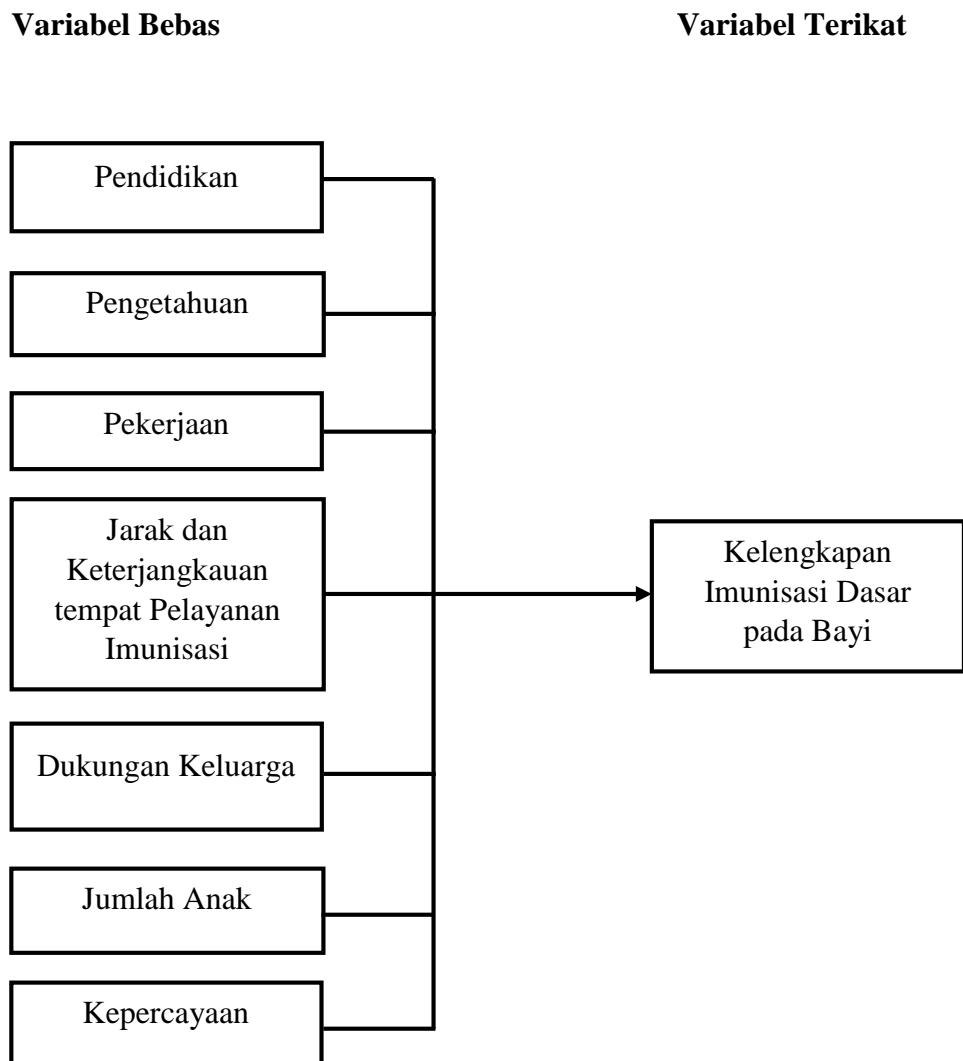 Variabel Bebas
Variabel Terikat
Pendidikan
Pengetahuan
Pekerjaan
Jarak dan
Keterjangkauan
tempat Pelayanan
Imunisasi
Dukungan Keluarga
Jumlah Anak
Kepercayaan
Kelengkapan
Imunisasi Dasar
pada Bayi